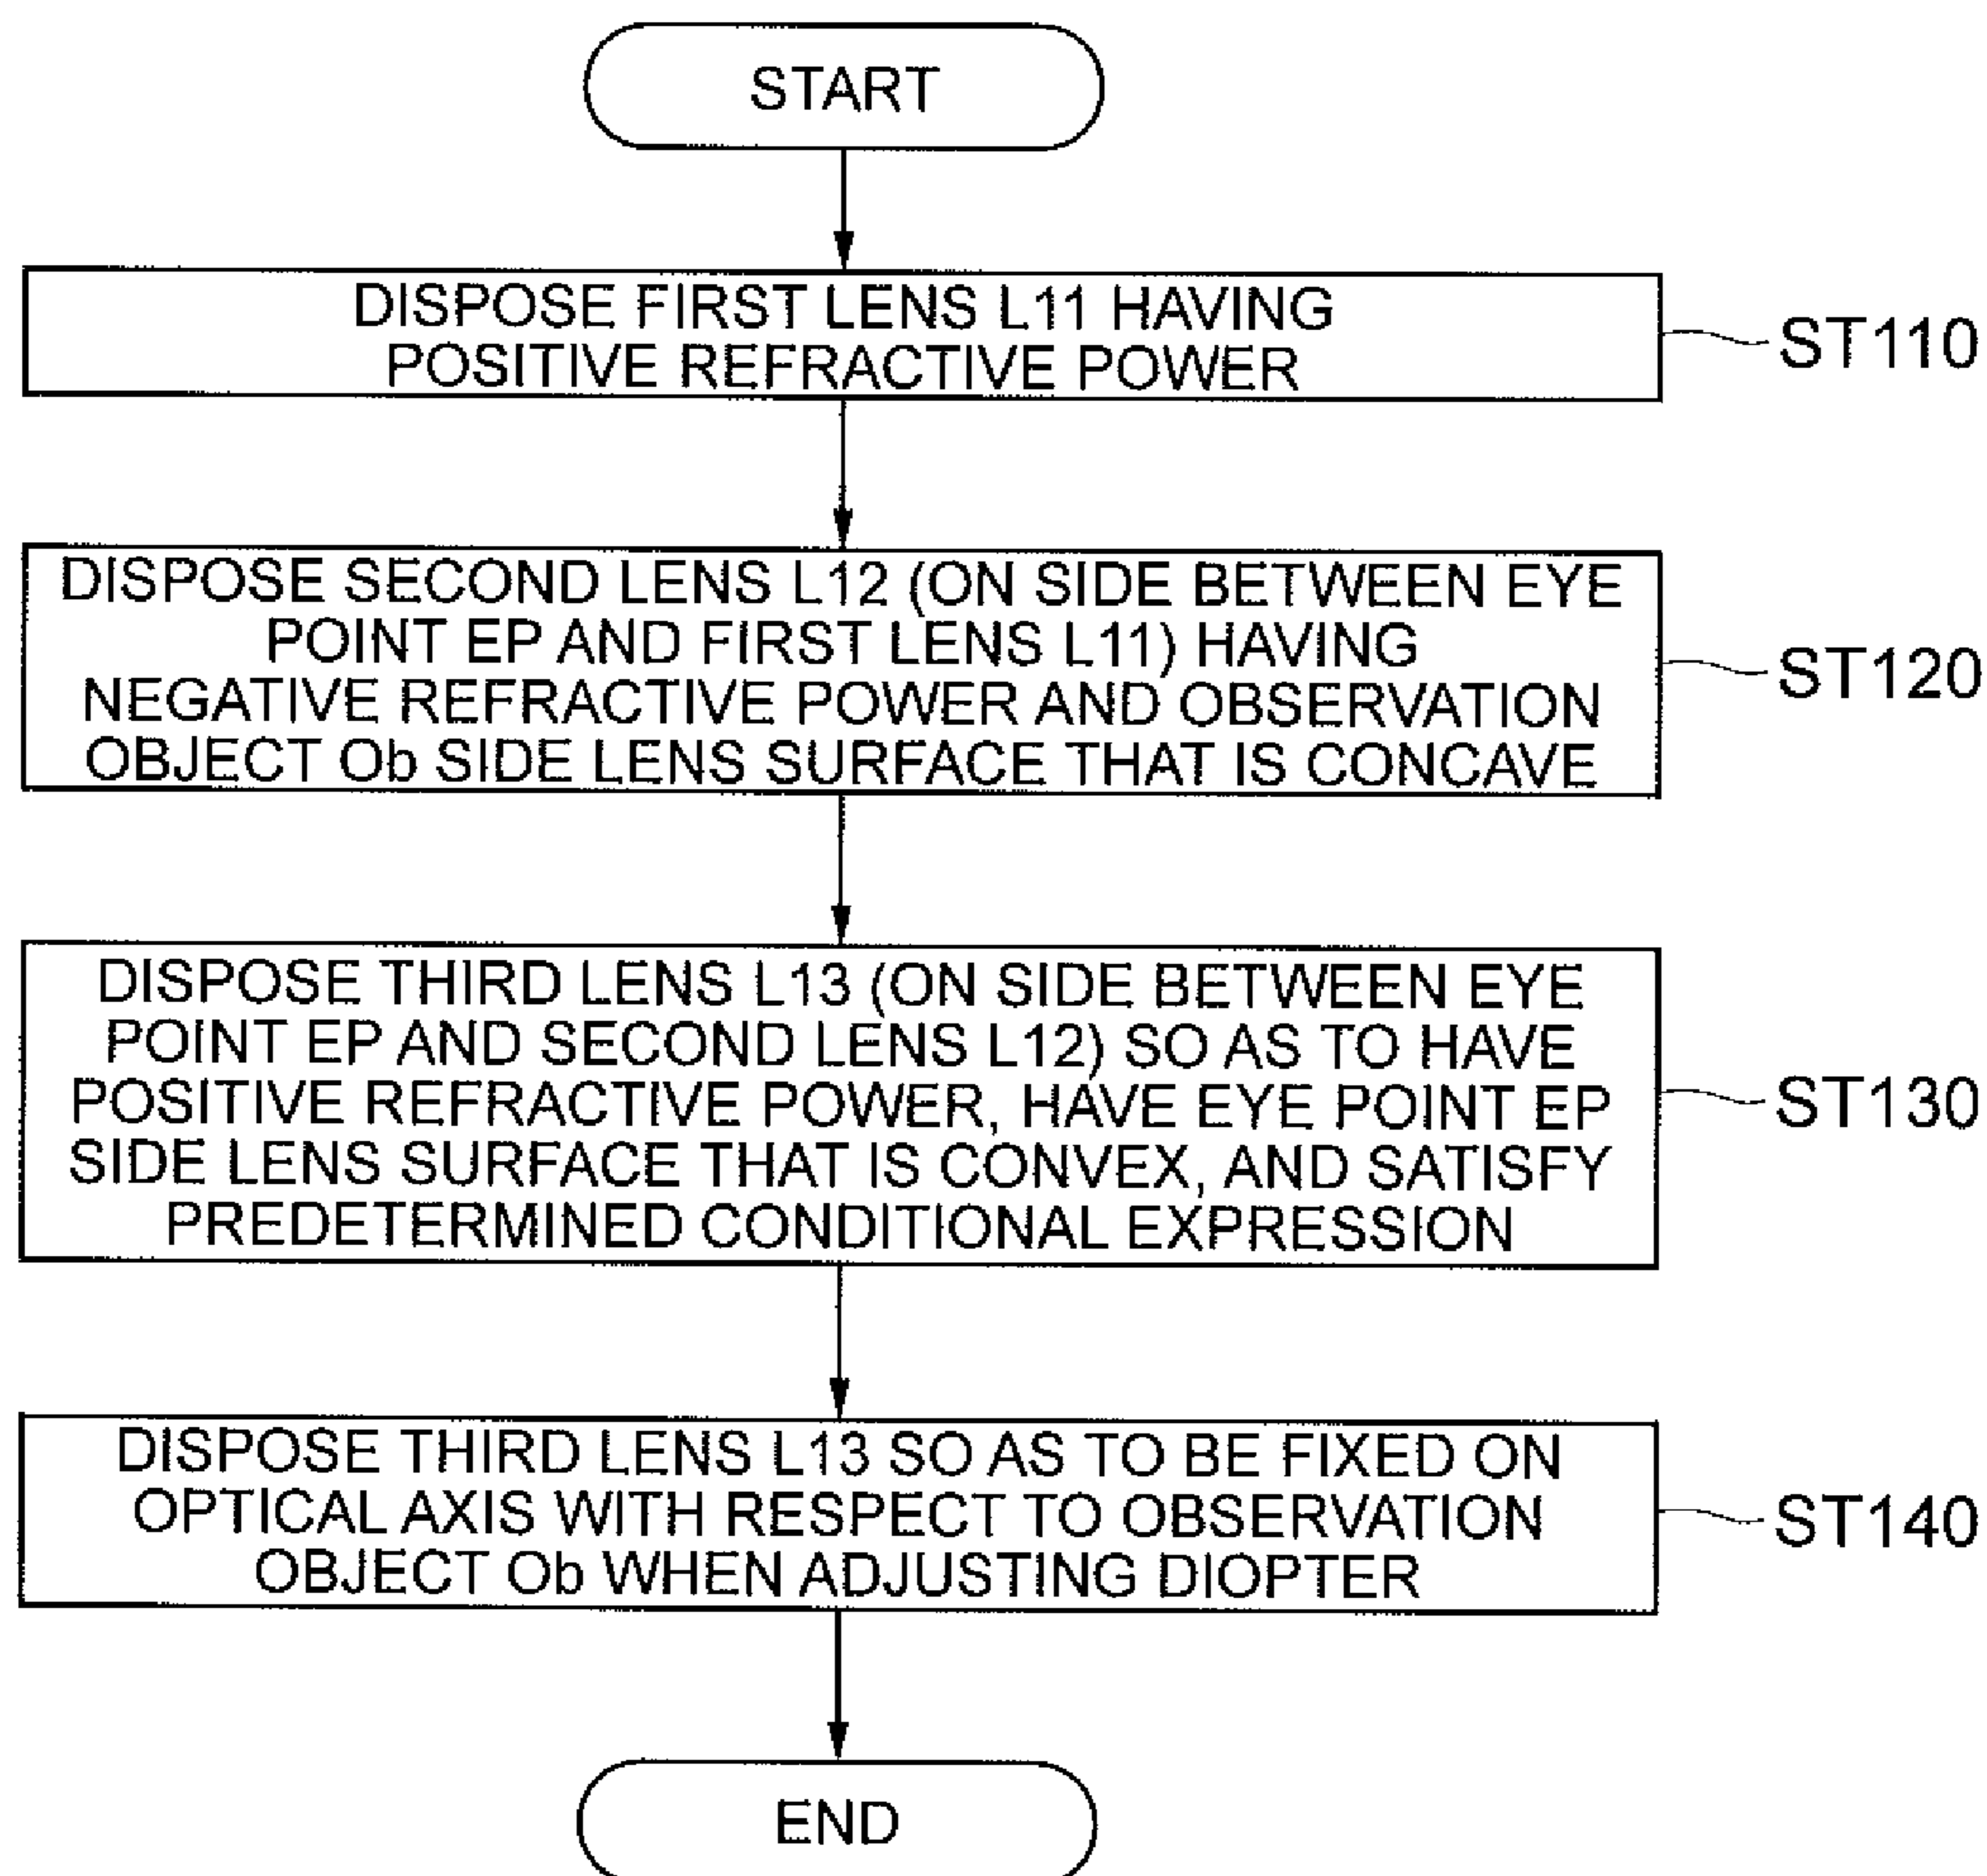 START
DISPOSE FIRST LENS L11 HAVING
POSITIVE REFRACTIVE POWER
ST110
DISPOSE SECOND LENS L12 (ON SIDE BETWEEN EYE
POINT EP AND FIRST LENS L11) HAVING
NEGATIVE REFRACTIVE POWER AND OBSERVATION
OBJECT Ob SIDE LENS SURFACE THAT IS CONCAVE
ST120
DISPOSE THIRD LENS L13 (ON SIDE BETWEEN EYE
POINT EP AND SECOND LENS L12) SO AS TO HAVE
POSITIVE REFRACTIVE POWER, HAVE EYE POINT EP
SIDE LENS SURFACE THAT IS CONVEX, AND SATISFY
PREDETERMINED CONDITIONAL EXPRESSION
ST130
DISPOSE THIRD LENS L13 SO AS TO BE FIXED ON
OPTICAL AXIS WITH RESPECT TO OBSERVATION
OBJECT Ob WHEN ADJUSTING DIOPTER
ST140
END